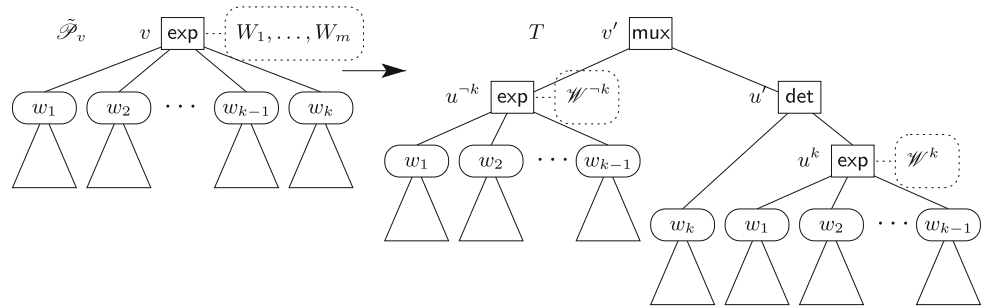 𝒫̃_v v exp W_1, . . . , W_m T v′ mux
w_1 w_2 · · · w_{k−1} w_k u^{¬k} exp 𝒲^{¬k} u′ det
w_1 w_2 · · · w_{k−1} u^k exp 𝒲^k
w_k w_1 w_2 · · · w_{k−1}